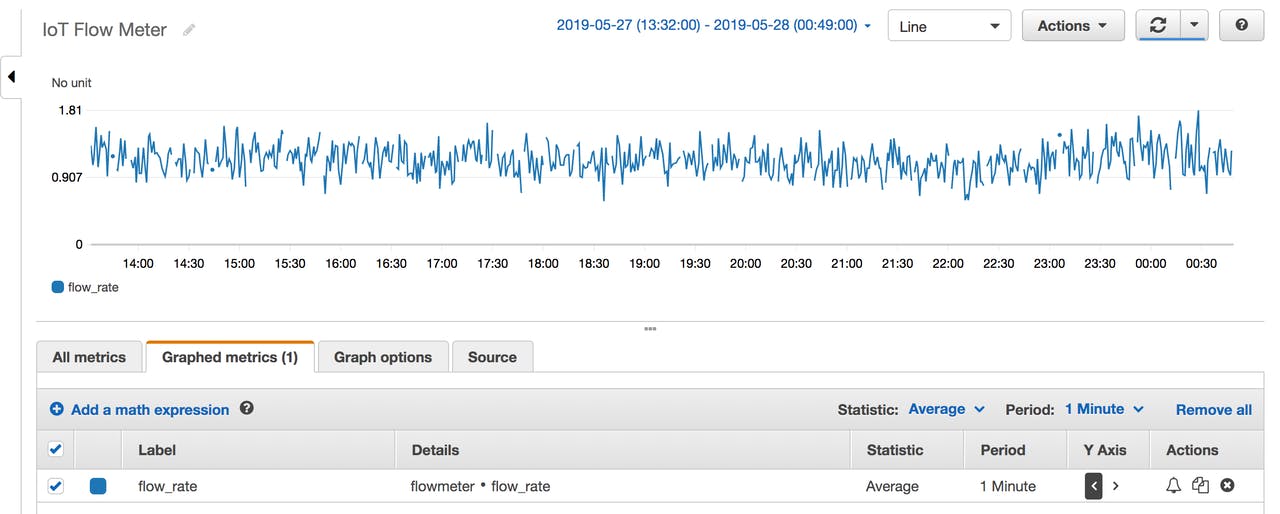 IoT Flow Meter
2019-05-27 (13:32:00) - 2019-05-28 (00:49:00)
Line
Actions
No unit
1.81
0.907
0
14:00 14:30 15:00 15:30 16:00 16:30 17:00 17:30 18:00 18:30 19:00 19:30 20:00 20:30 21:00 21:30 22:00 22:30 23:00 23:30 00:00 00:30
flow_rate
All metrics Graphed metrics (1) Graph options Source
Add a math expression ? Statistic: Average Period: 1 Minute Remove all
Label Details Statistic Period Y Axis Actions
flow_rate flowmeter • flow_rate Average 1 Minute < >